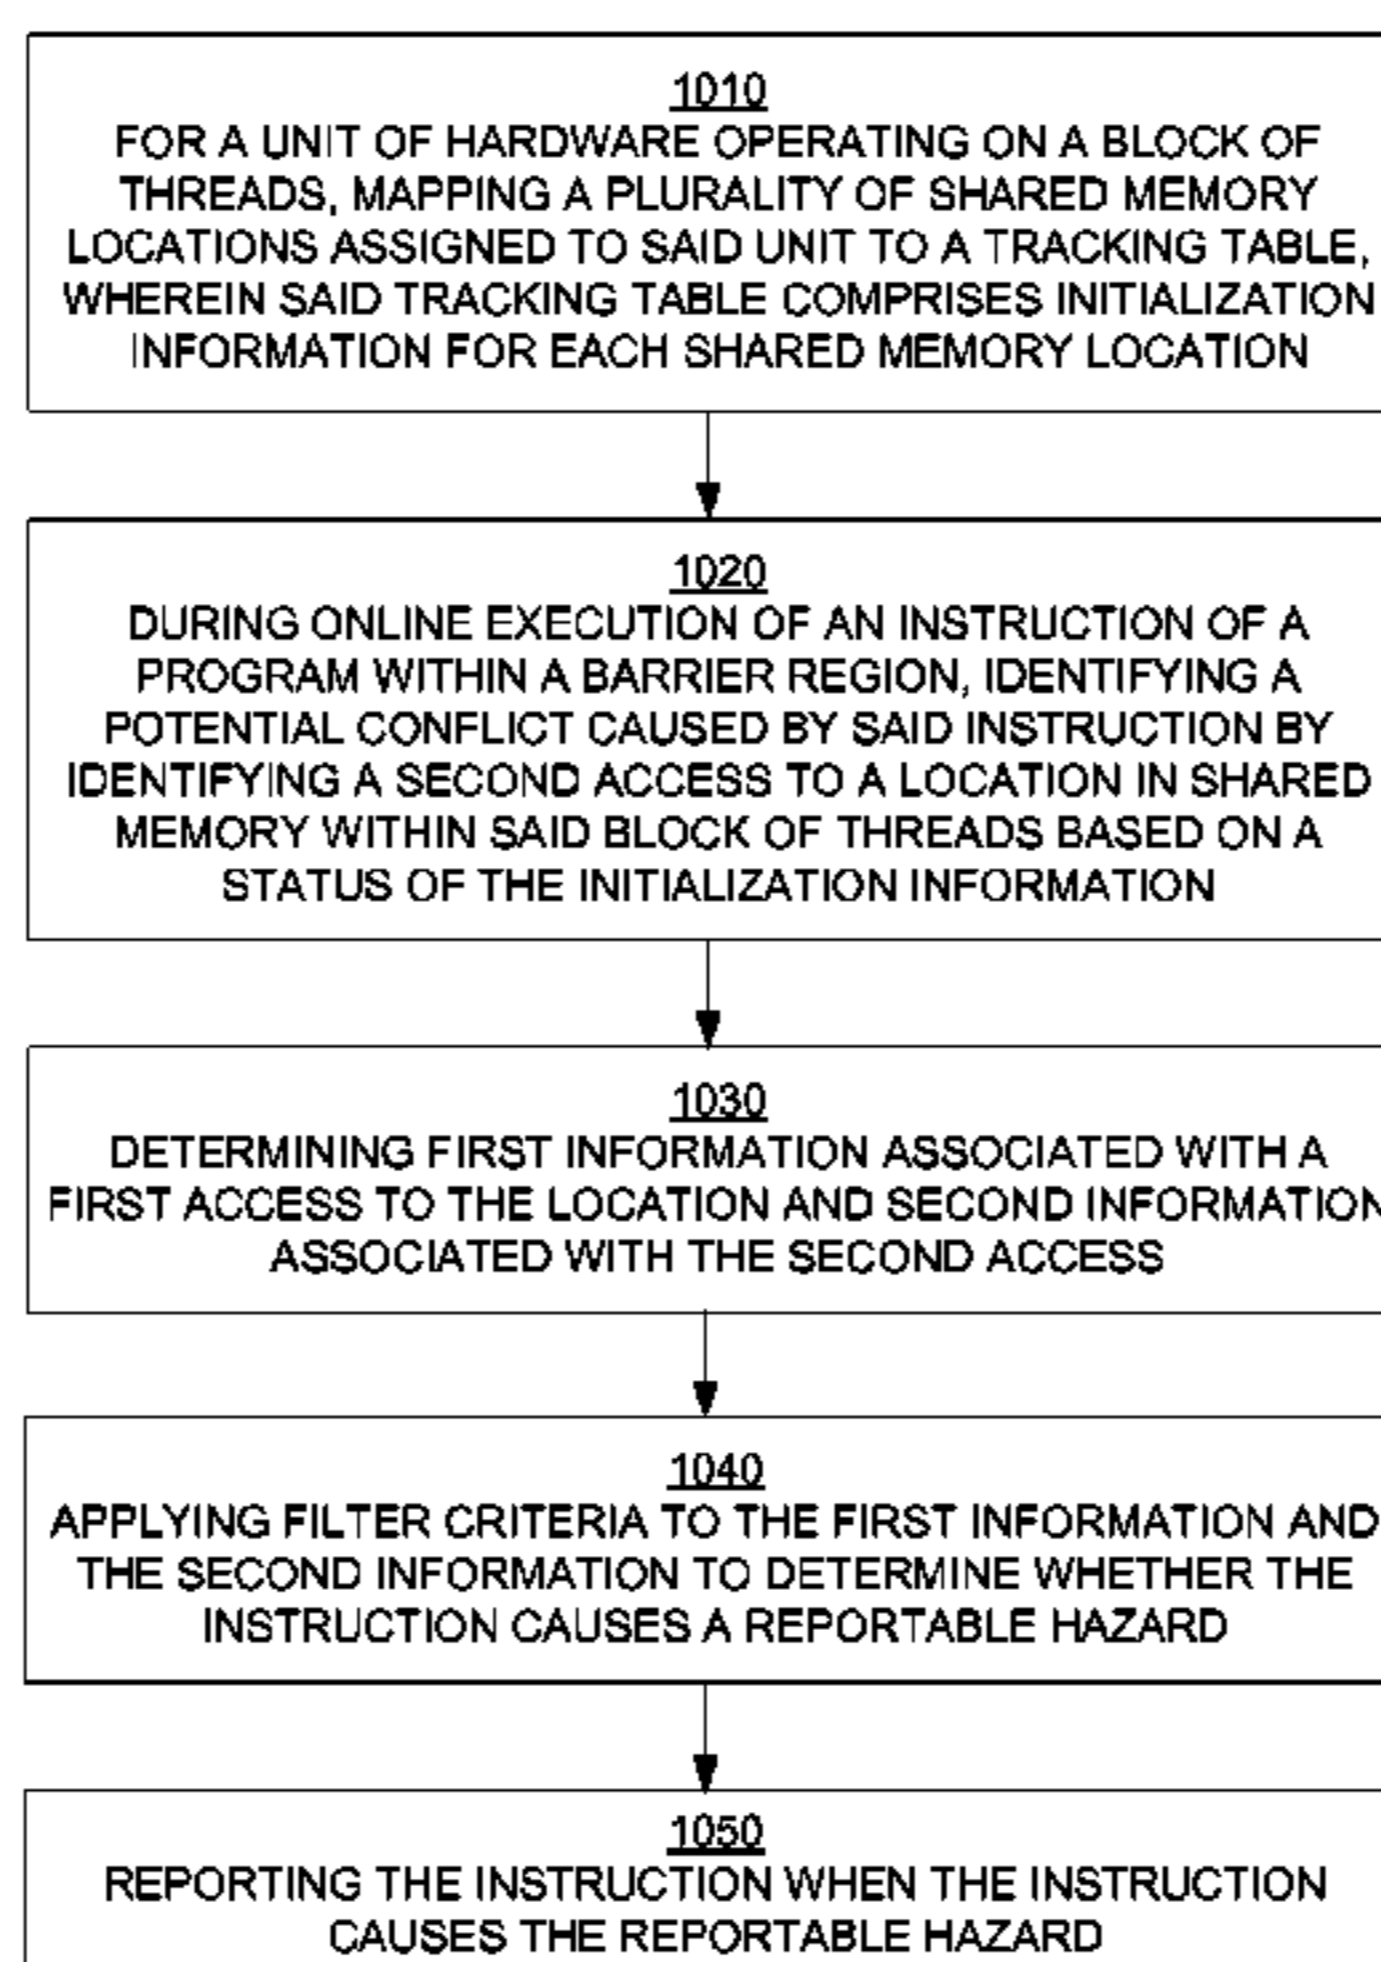 1010
FOR A UNIT OF HARDWARE OPERATING ON A BLOCK OF
THREADS, MAPPING A PLURALITY OF SHARED MEMORY
LOCATIONS ASSIGNED TO SAID UNIT TO A TRACKING TABLE,
WHEREIN SAID TRACKING TABLE COMPRISES INITIALIZATION
INFORMATION FOR EACH SHARED MEMORY LOCATION
1020
DURING ONLINE EXECUTION OF AN INSTRUCTION OF A
PROGRAM WITHIN A BARRIER REGION, IDENTIFYING A
POTENTIAL CONFLICT CAUSED BY SAID INSTRUCTION BY
IDENTIFYING A SECOND ACCESS TO A LOCATION IN SHARED
MEMORY WITHIN SAID BLOCK OF THREADS BASED ON A
STATUS OF THE INITIALIZATION INFORMATION
1030
DETERMINING FIRST INFORMATION ASSOCIATED WITH A
FIRST ACCESS TO THE LOCATION AND SECOND INFORMATION
ASSOCIATED WITH THE SECOND ACCESS
1040
APPLYING FILTER CRITERIA TO THE FIRST INFORMATION AND
THE SECOND INFORMATION TO DETERMINE WHETHER THE
INSTRUCTION CAUSES A REPORTABLE HAZARD
1050
REPORTING THE INSTRUCTION WHEN THE INSTRUCTION
CAUSES THE REPORTABLE HAZARD